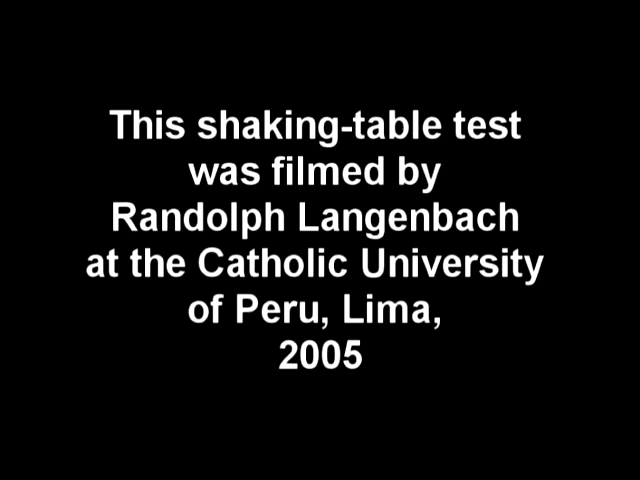 This shaking-table test
was filmed by
Randolph Langenbach
at the Catholic University
of Peru, Lima,
2005